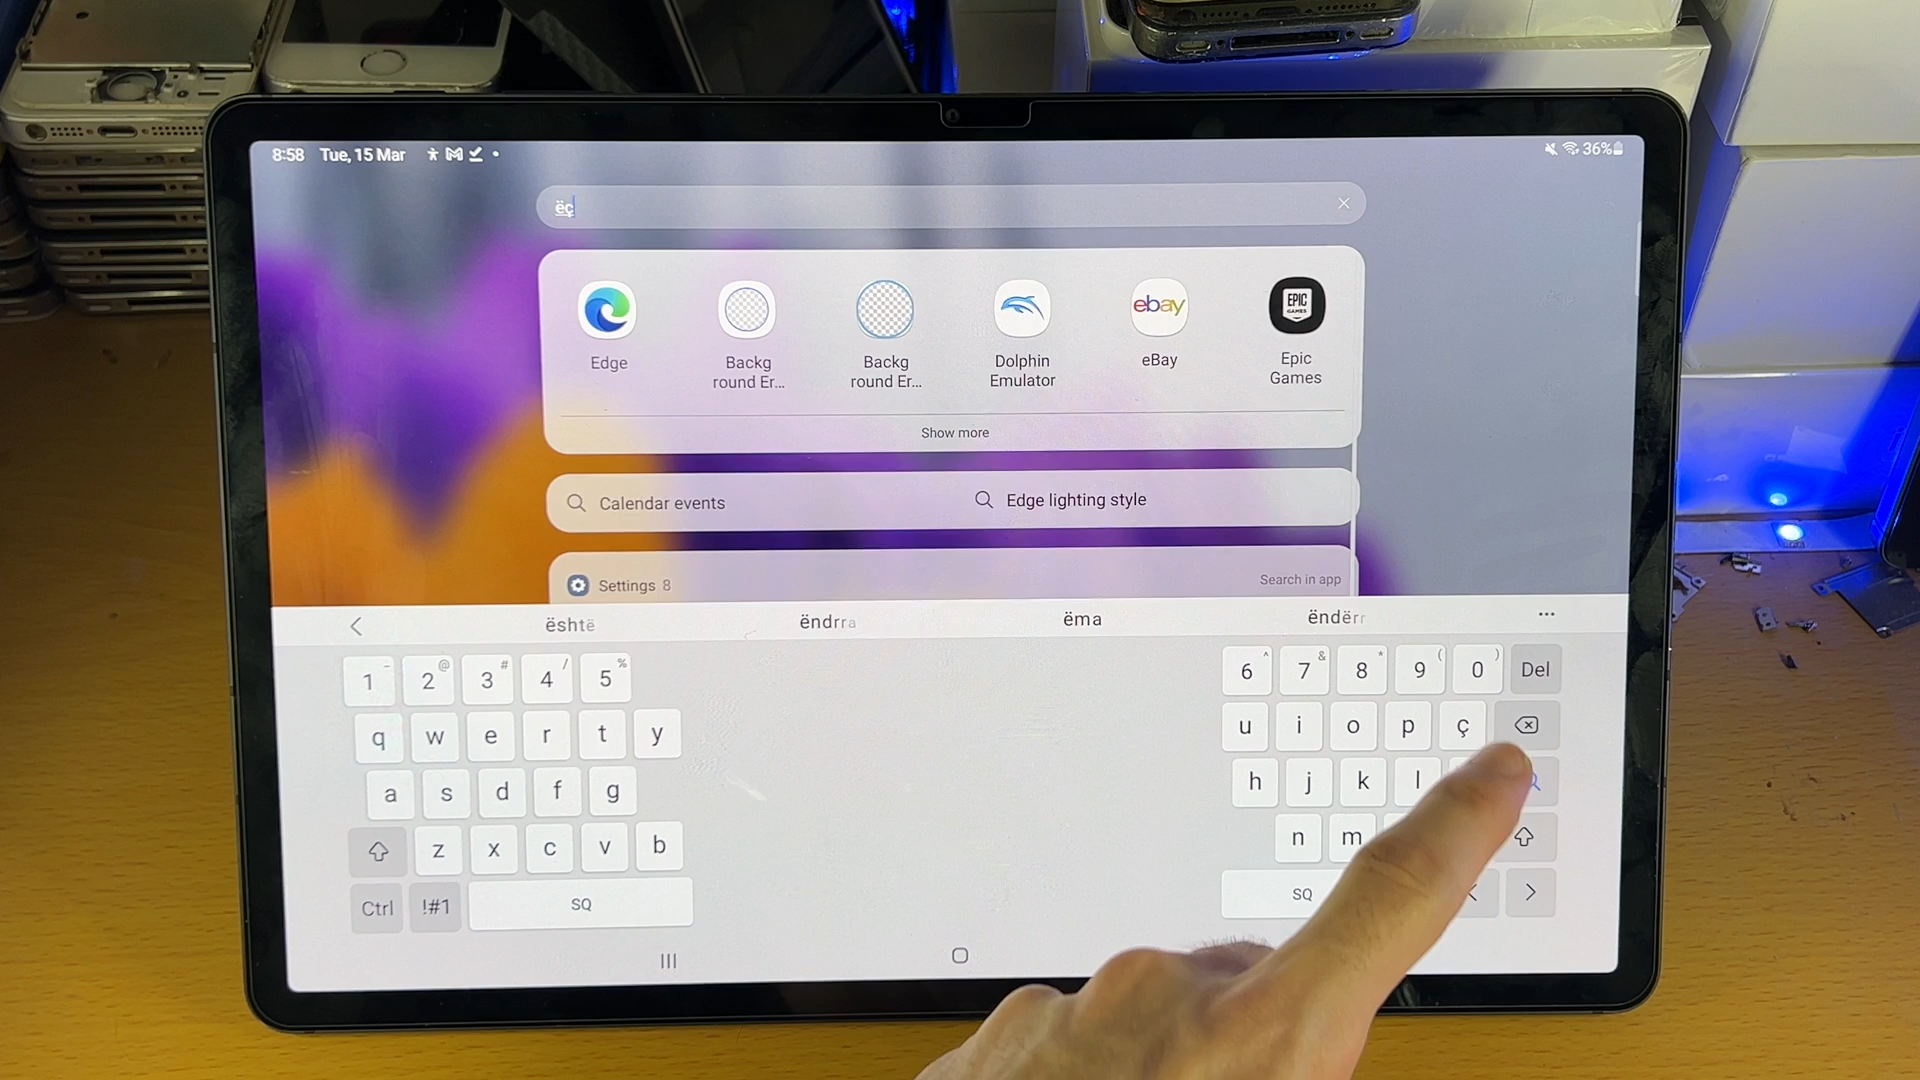 8:58 Tue, 15 Mar
36%
ëç
ebay
EPIC
GAMES
Edge
Backg
round Er...
Backg
round Er...
Dolphin
Emulator
eBay
Epic
Games
Show more
Calendar events
Edge lighting style
Settings 8
Search in app
është
ëndrra
ëma
ëndërr
...
1 - 2 @ 3 # 4 / 5 %
6 ^ 7 & 8 * 9 ( 0 ) Del
q w e r t y
u i o p ç
a s d f g
h j k l
z x c v b
n m
Ctrl !#1 SQ
SQ < >